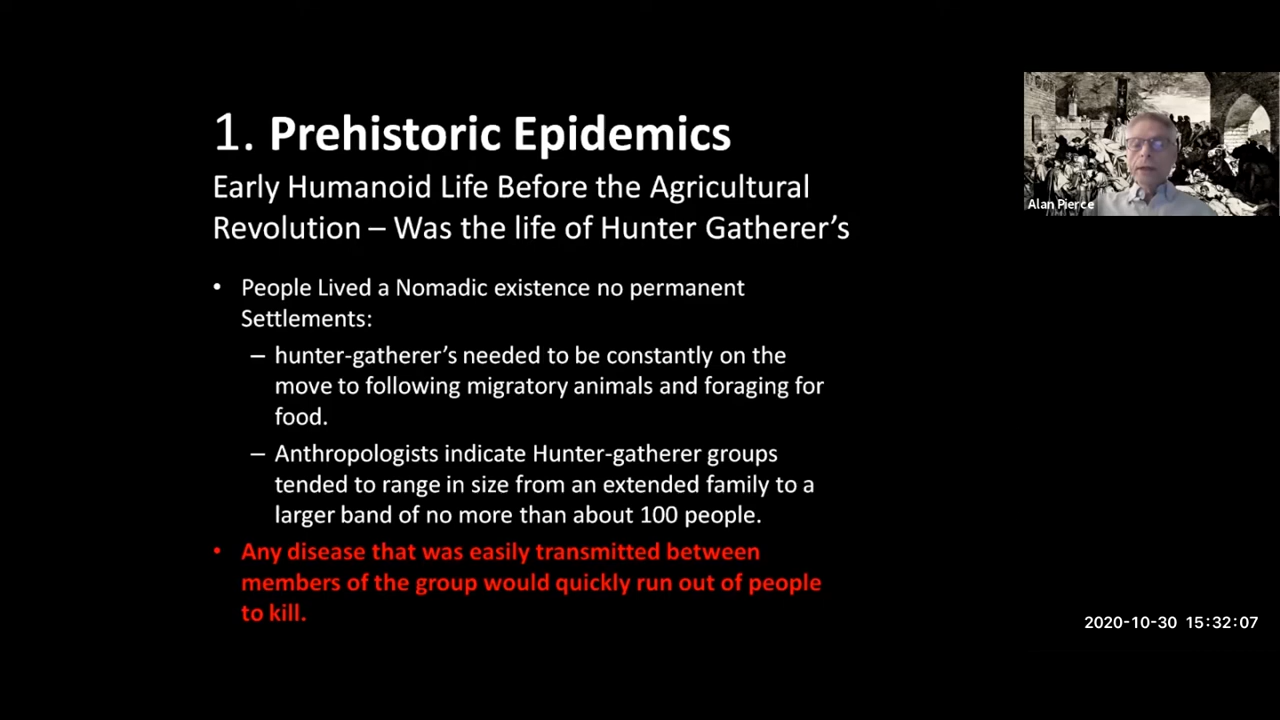 1. Prehistoric Epidemics
Early Humanoid Life Before the Agricultural
Revolution – Was the life of Hunter Gatherer’s
• People Lived a Nomadic existence no permanent
Settlements:
– hunter-gatherer’s needed to be constantly on the
move to following migratory animals and foraging for
food.
– Anthropologists indicate Hunter-gatherer groups
tended to range in size from an extended family to a
larger band of no more than about 100 people.
• Any disease that was easily transmitted between
members of the group would quickly run out of people
to kill.
Alan Pierce
2020-10-30 15:32:07